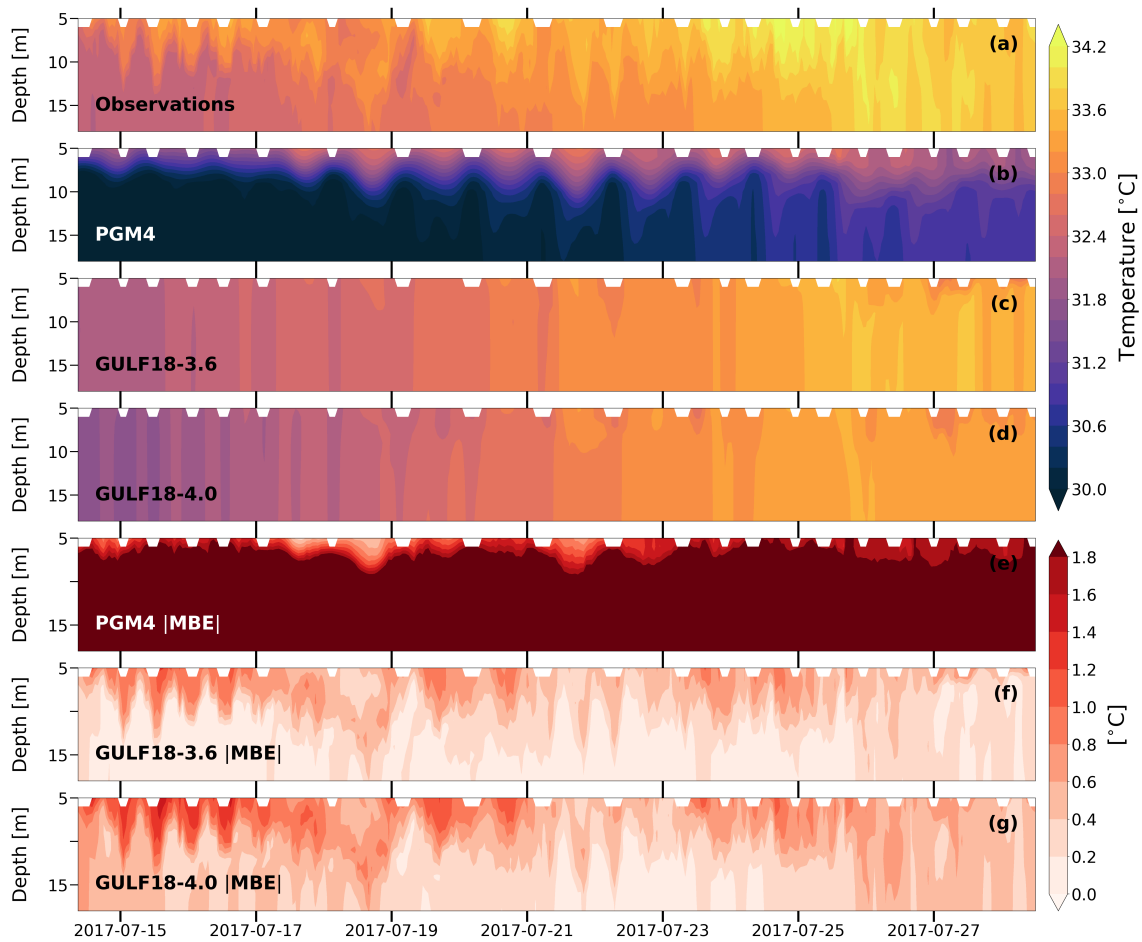 5
10
15
Depth [m]
(a)
Observations
5
10
15
Depth [m]
(b)
PGM4
5
10
15
Depth [m]
(c)
GULF18-3.6
5
10
15
Depth [m]
(d)
GULF18-4.0
5
15
Depth [m]
(e)
PGM4 |MBE|
5
15
Depth [m]
(f)
GULF18-3.6 |MBE|
5
15
Depth [m]
(g)
GULF18-4.0 |MBE|
2017-07-15
2017-07-17
2017-07-19
2017-07-21
2017-07-23
2017-07-25
2017-07-27
34.2
33.6
33.0
32.4
31.8
31.2
30.6
30.0
Temperature [°C]
1.8
1.6
1.4
1.2
1.0
0.8
0.6
0.4
0.2
0.0
[°C]